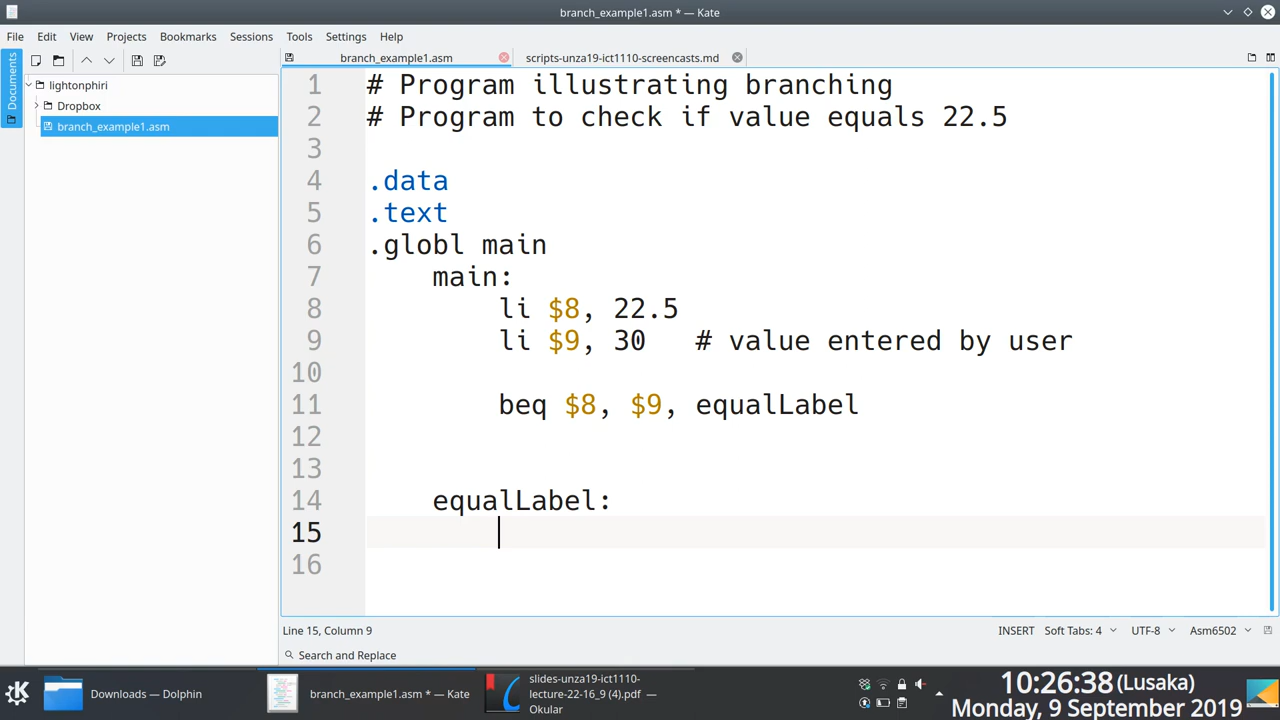 branch_example1.asm * — Kate
File Edit View Projects Bookmarks Sessions Tools Settings Help
Documents
branch_example1.asm
scripts-unza19-ict1110-screencasts.md
lightonphiri
Dropbox
branch_example1.asm
1 # Program illustrating branching
2 # Program to check if value equals 22.5
3
4 .data
5 .text
6 .globl main
7 main:
8 li $8, 22.5
9 li $9, 30 # value entered by user
10
11 beq $8, $9, equalLabel
12
13
14 equalLabel:
15
16
Line 15, Column 9
INSERT Soft Tabs: 4 UTF-8 Asm6502
Search and Replace
Downloads — Dolphin
branch_example1.asm * — Kate
slides-unza19-ict1110-
lecture-22-16_9 (4).pdf —
Okular
10:26:38 (Lusaka)
Monday, 9 September 2019